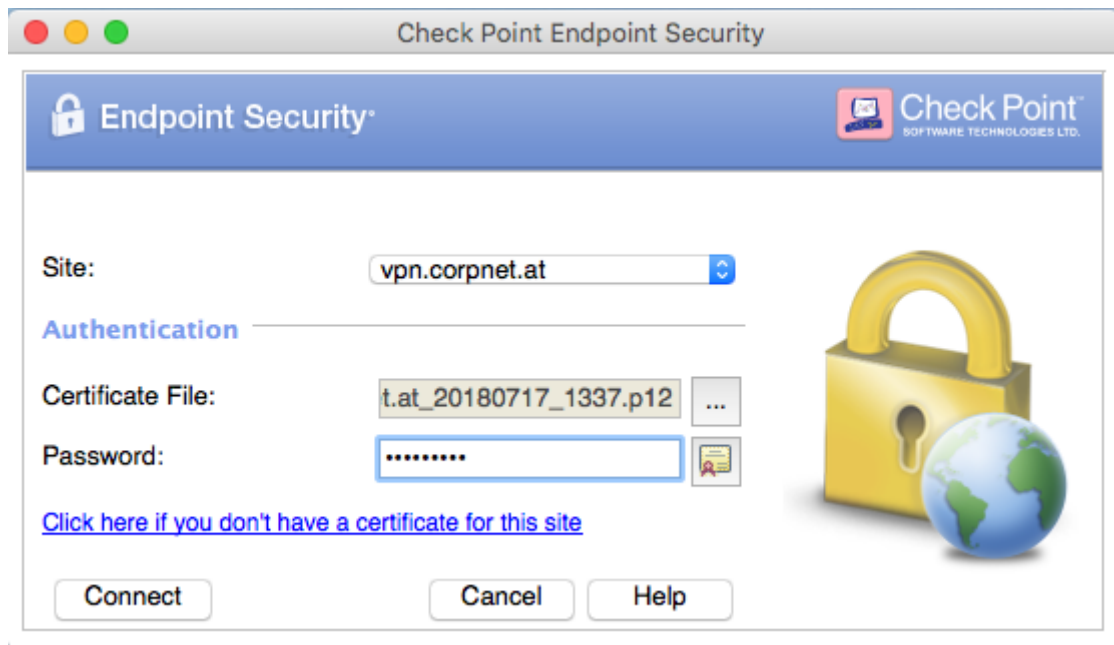 Check Point Endpoint Security
Endpoint Security
Check Point™
SOFTWARE TECHNOLOGIES LTD.
Site:
vpn.corpnet.at
Authentication
Certificate File:
t.at_20180717_1337.p12
...
Password:
•••••••••
Click here if you don't have a certificate for this site
Connect
Cancel
Help